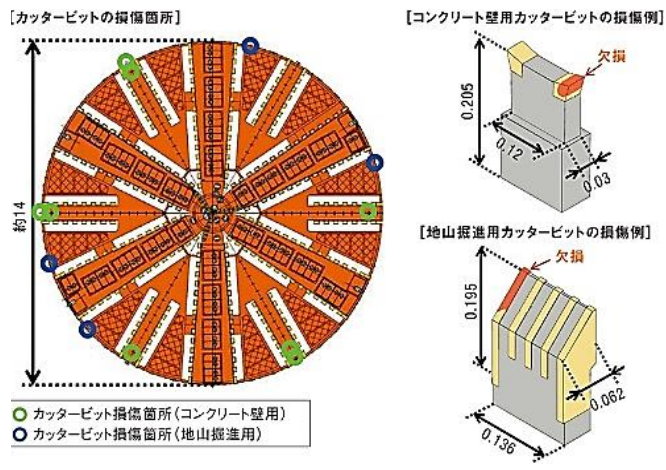 [カッタービットの損傷箇所]
約14
カッタービット損傷箇所(コンクリート壁用)
カッタービット損傷箇所(地山掘進用)
[コンクリート壁用カッタービットの損傷例]
欠損
0.205
0.12
0.03
[地山掘進用カッタービットの損傷例]
欠損
0.195
0.062
0.136